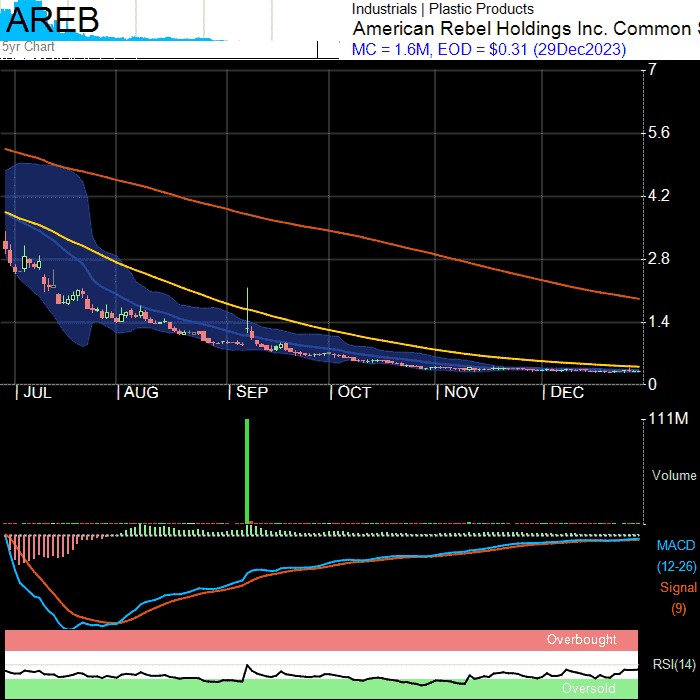 AREB
5yr Chart
Industrials | Plastic Products
American Rebel Holdings Inc. Common S
MC = 1.6M, EOD = $0.31 (29Dec2023)
7
5.6
4.2
2.8
1.4
0
JUL AUG SEP OCT NOV DEC
111M
Volume
MACD
(12-26)
Signal
(9)
Overbought
RSI(14)
Oversold